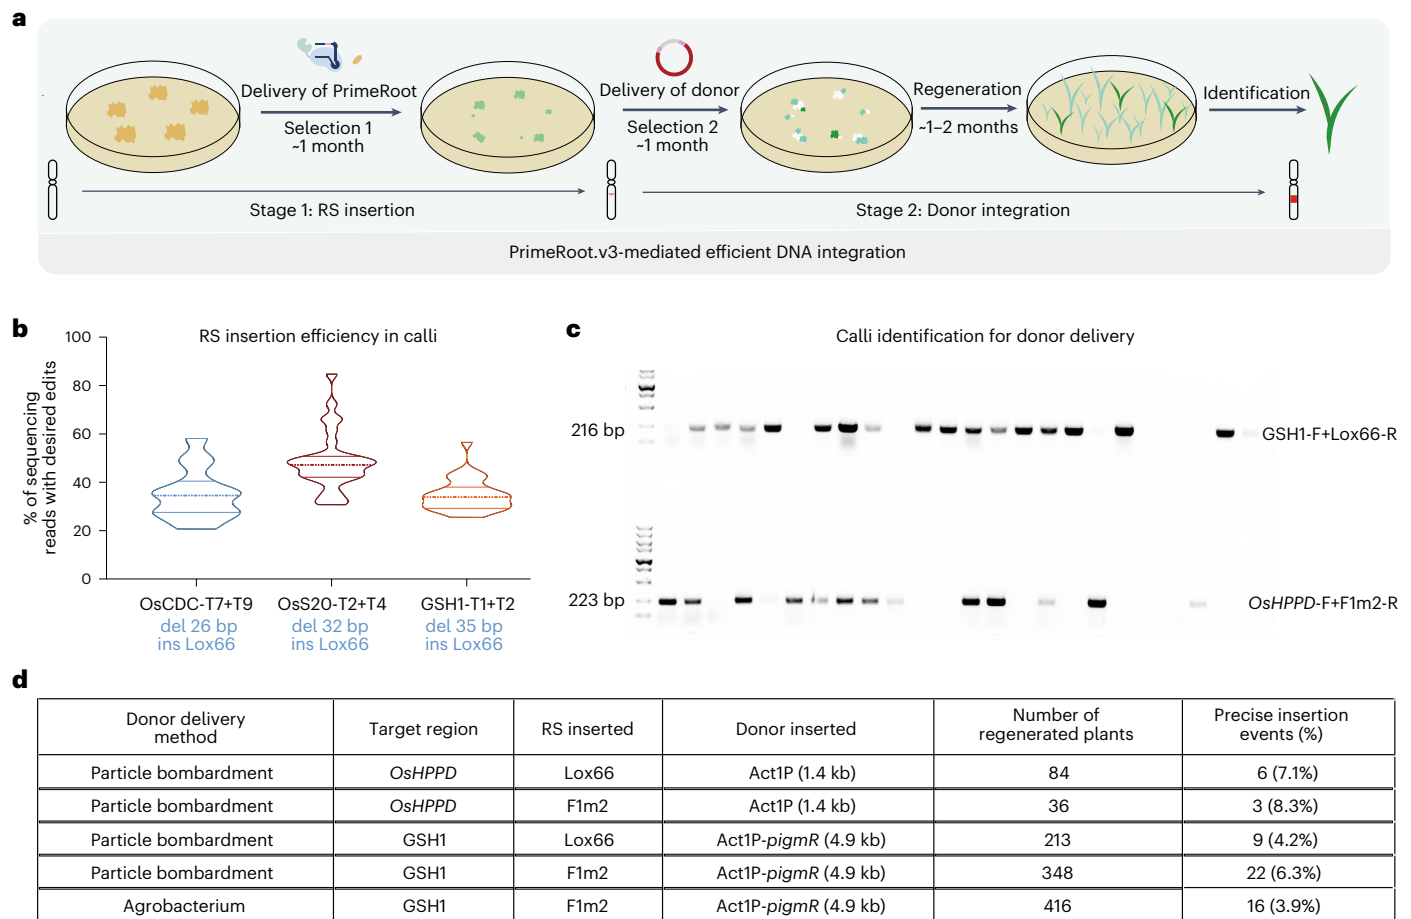 a
Delivery of PrimeRoot
Selection 1
~1 month
Delivery of donor
Selection 2
~1 month
Regeneration
~1–2 months
Identification
Stage 1: RS insertion
Stage 2: Donor integration
PrimeRoot.v3-mediated efficient DNA integration
b
RS insertion efficiency in calli
% of sequencing
reads with desired edits
100
80
60
40
20
0
OsCDC-T7+T9
del 26 bp
ins Lox66
OsS20-T2+T4
del 32 bp
ins Lox66
GSH1-T1+T2
del 35 bp
ins Lox66
c
Calli identification for donor delivery
216 bp
GSH1-F+Lox66-R
223 bp
OsHPPD-F+F1m2-R
d
Donor delivery
method
Target region
RS inserted
Donor inserted
Number of
regenerated plants
Precise insertion
events (%)
Particle bombardment OsHPPD Lox66 Act1P (1.4 kb) 84 6 (7.1%)
Particle bombardment OsHPPD F1m2 Act1P (1.4 kb) 36 3 (8.3%)
Particle bombardment GSH1 Lox66 Act1P-pigmR (4.9 kb) 213 9 (4.2%)
Particle bombardment GSH1 F1m2 Act1P-pigmR (4.9 kb) 348 22 (6.3%)
Agrobacterium GSH1 F1m2 Act1P-pigmR (4.9 kb) 416 16 (3.9%)